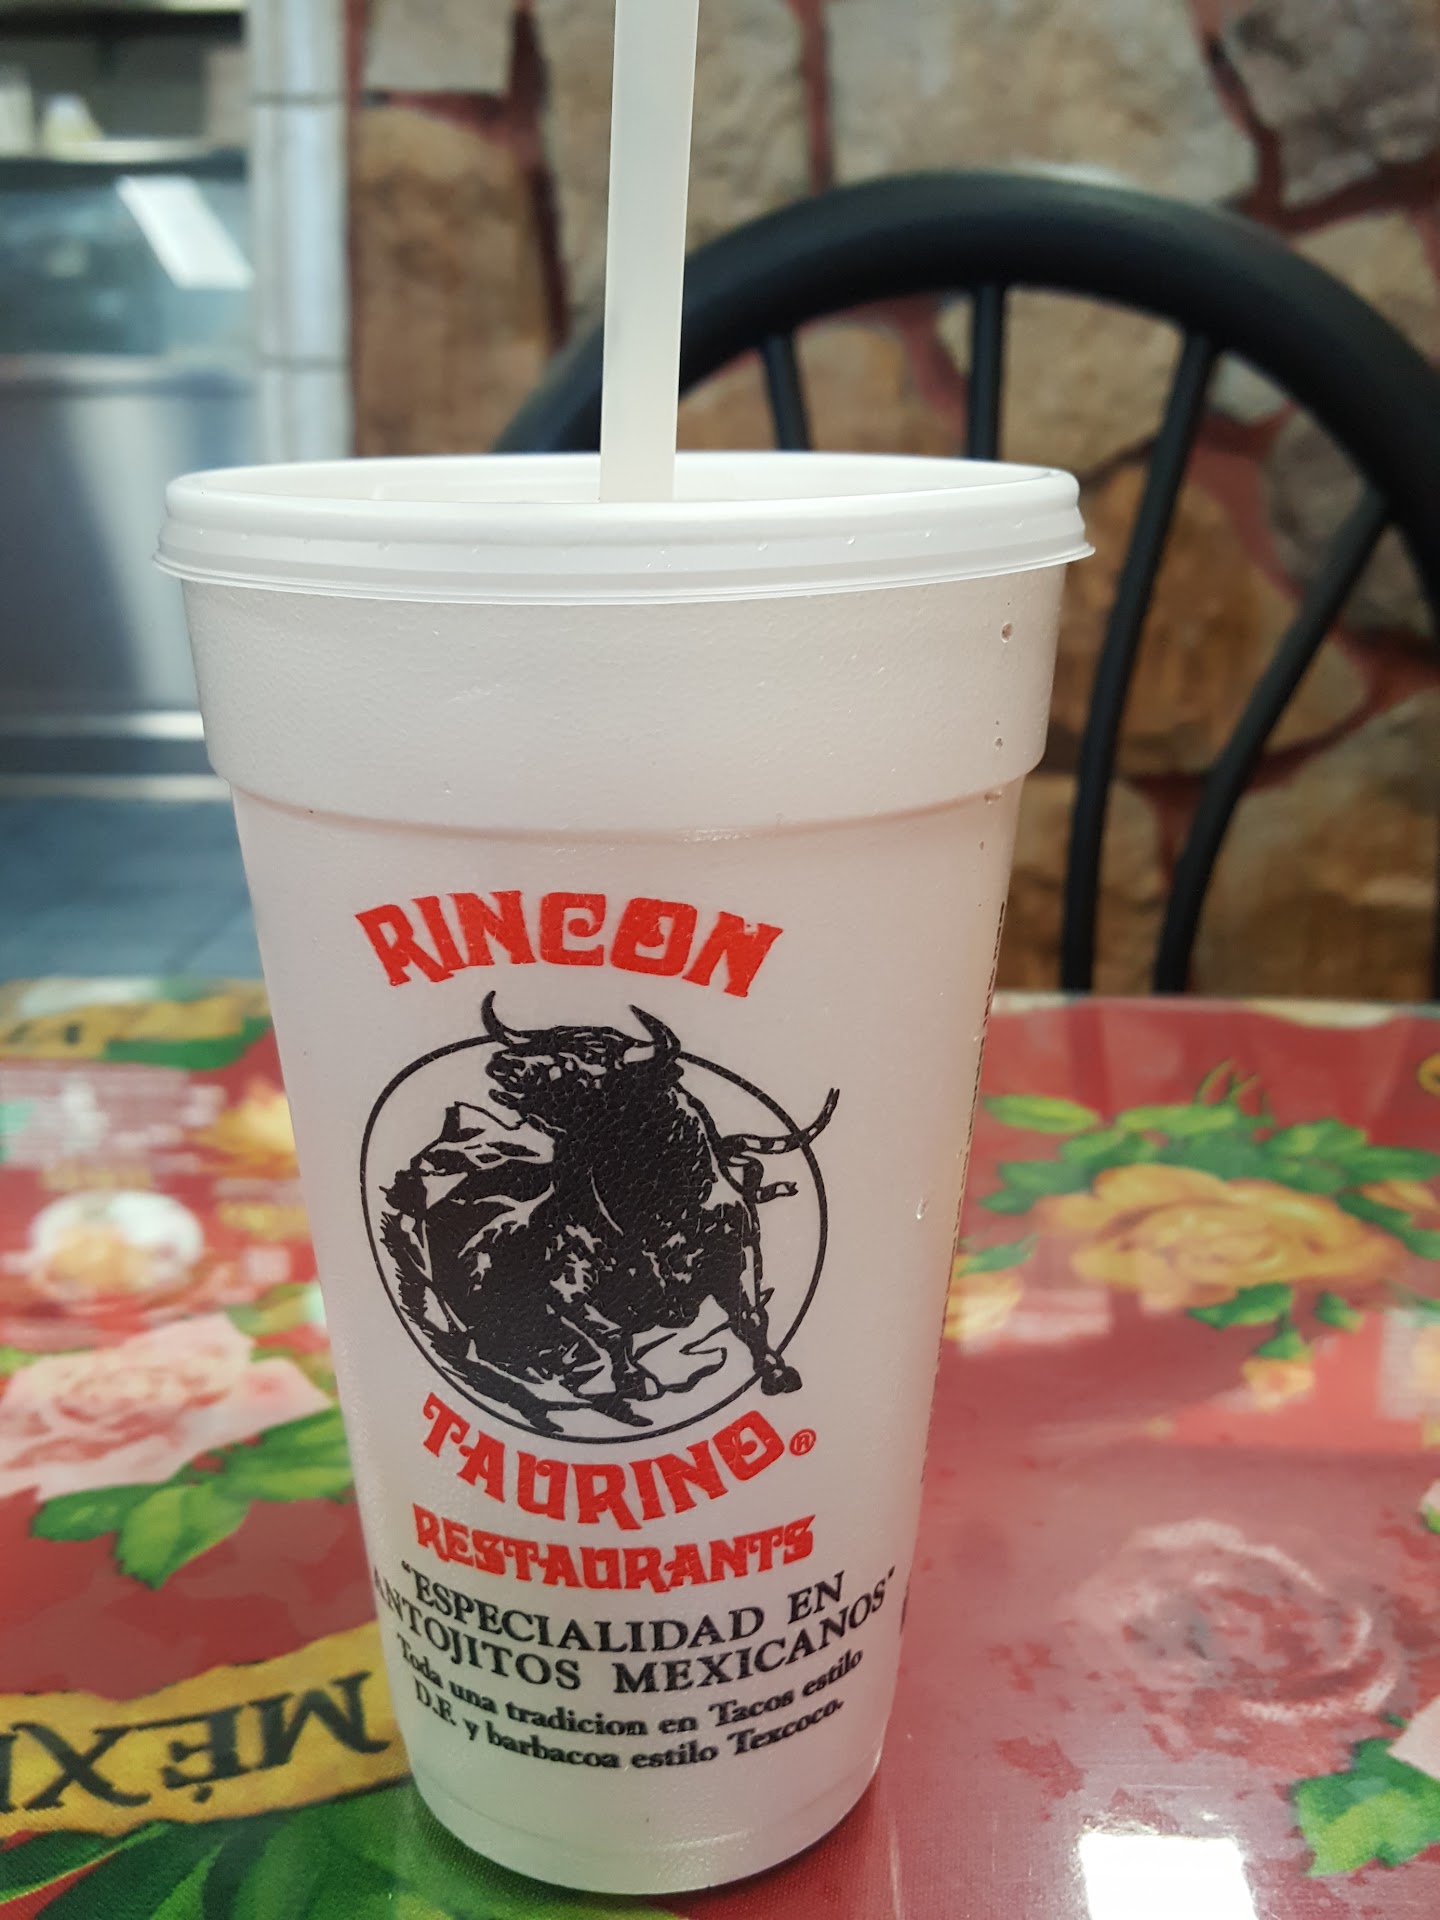 RINCON
TAURINO®
RESTAURANTS
"ESPECIALIDAD EN
ANTOJITOS MEXICANOS"
Toda una tradicion en Tacos estilo
D.F. y barbacoa estilo Texcoco.